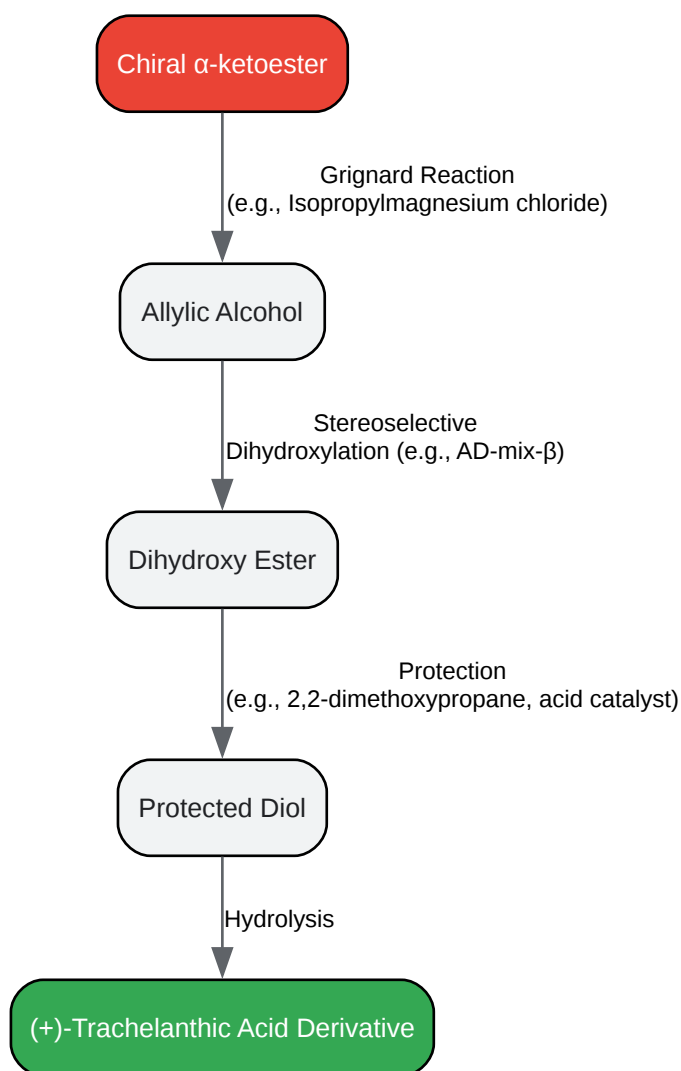 Chiral α-ketoester
Grignard Reaction
(e.g., Isopropylmagnesium chloride)
Allylic Alcohol
Stereoselective
Dihydroxylation (e.g., AD-mix-β)
Dihydroxy Ester
Protection
(e.g., 2,2-dimethoxypropane, acid catalyst)
Protected Diol
Hydrolysis
(+)-Trachelanthic Acid Derivative